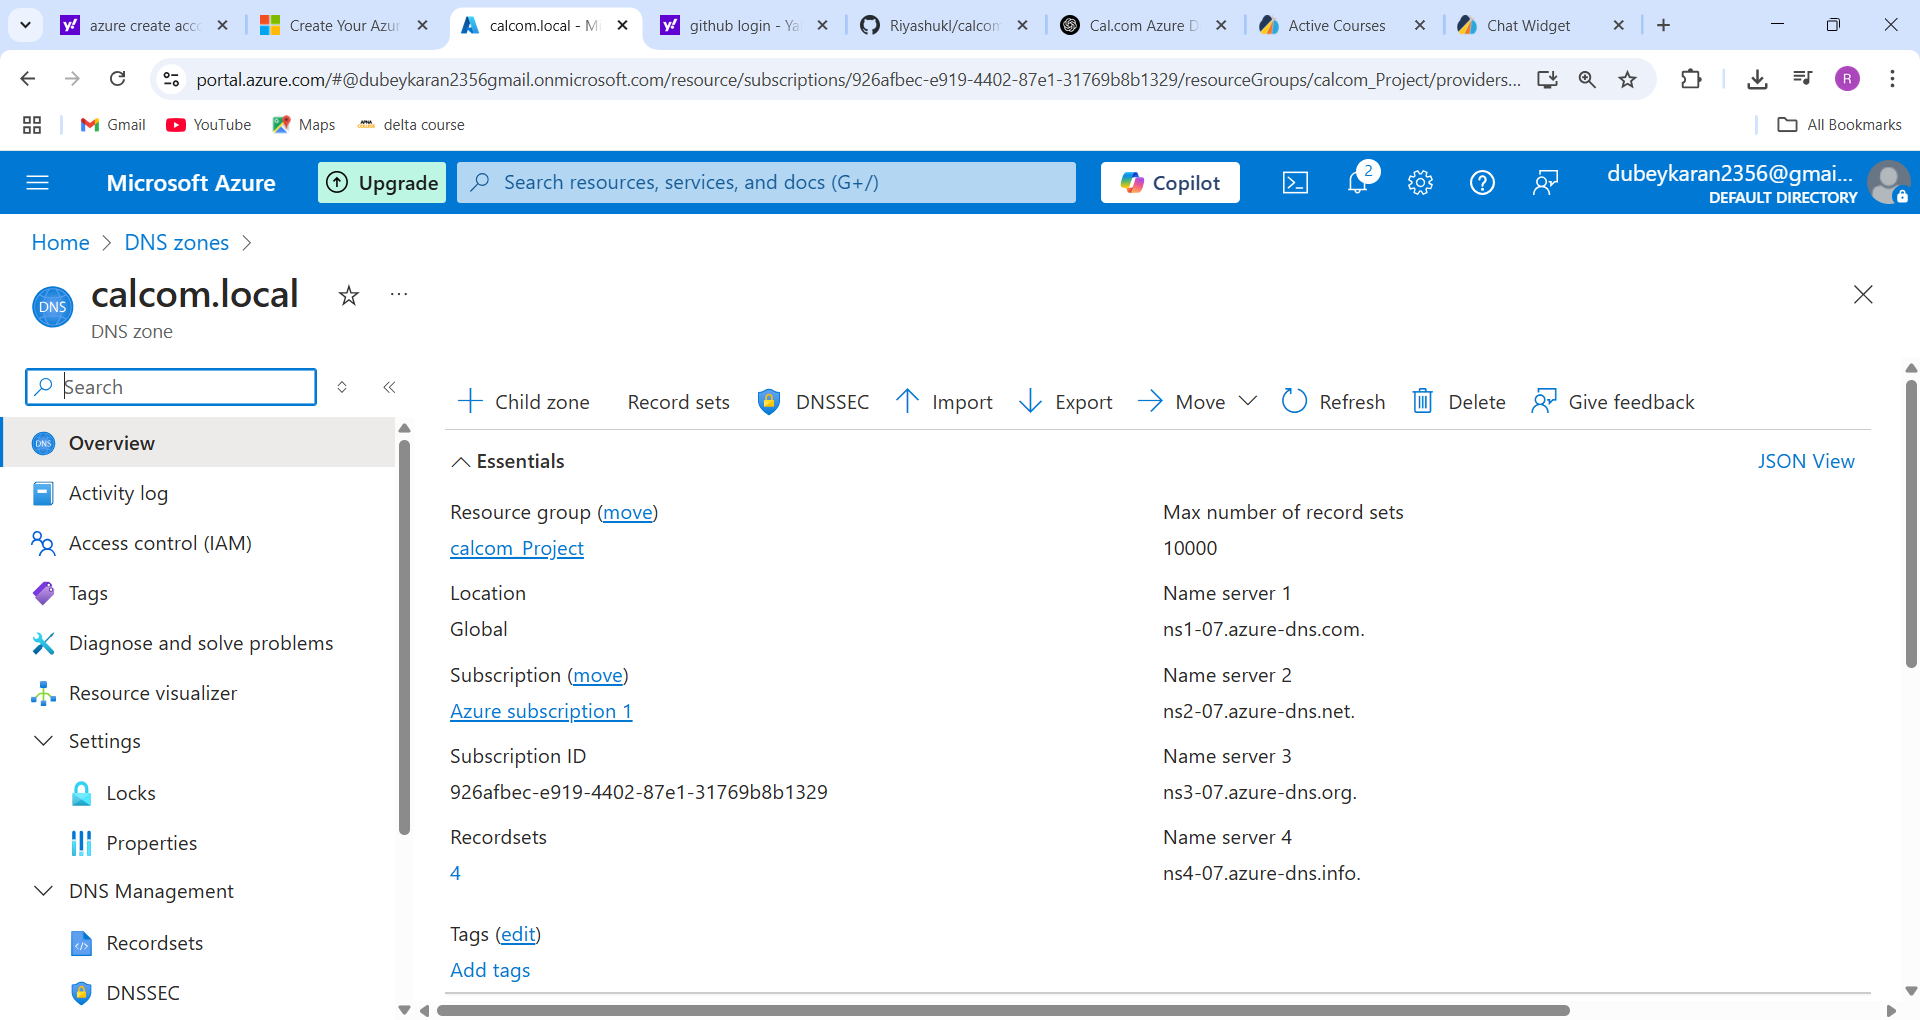 azure create acco
Create Your Azur
calcom.local - Mi
github login - Ya
Riyashukl/calcom
Cal.com Azure D
Active Courses
Chat Widget
portal.azure.com/#@dubeykaran2356gmail.onmicrosoft.com/resource/subscriptions/926afbec-e919-4402-87e1-31769b8b1329/resourceGroups/calcom_Project/providers...
R
Gmail
YouTube
Maps
delta course
All Bookmarks
Microsoft Azure
Upgrade
Search resources, services, and docs (G+/)
Copilot
2
dubeykaran2356@gmai...
DEFAULT DIRECTORY
Home
DNS zones
DNS
calcom.local
DNS zone
Search
Overview
Activity log
Access control (IAM)
Tags
Diagnose and solve problems
Resource visualizer
Settings
Locks
Properties
DNS Management
Recordsets
DNSSEC
Child zone
Record sets
DNSSEC
Import
Export
Move
Refresh
Delete
Give feedback
Essentials
JSON View
Resource group (move)
calcom_Project
Location
Global
Subscription (move)
Azure subscription 1
Subscription ID
926afbec-e919-4402-87e1-31769b8b1329
Recordsets
4
Max number of record sets
10000
Name server 1
ns1-07.azure-dns.com.
Name server 2
ns2-07.azure-dns.net.
Name server 3
ns3-07.azure-dns.org.
Name server 4
ns4-07.azure-dns.info.
Tags (edit)
Add tags